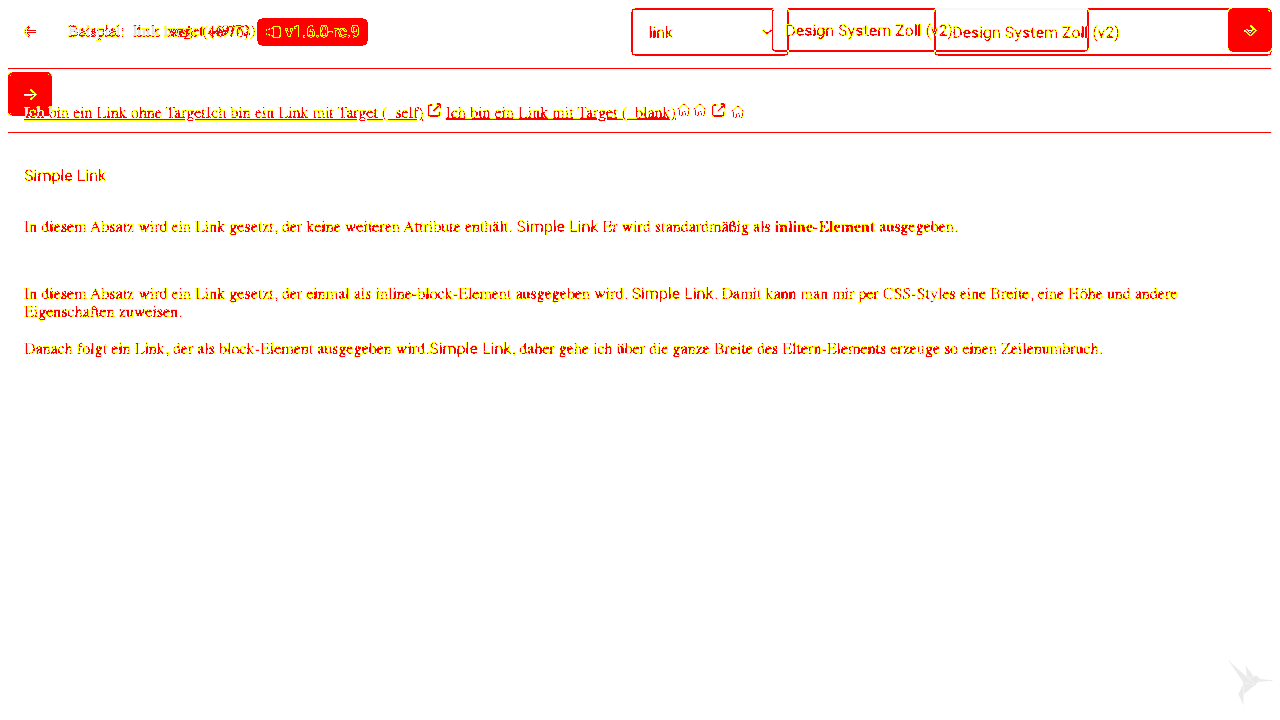 Beispiel: link v1.6.0-rc.9 link Design System Zoll (v2) Design System Zoll (v2)
Ich bin ein Link ohne TargetIch bin ein Link mit Target (_self) Ich bin ein Link mit Target (_blank)
Simple Link
In diesem Absatz wird ein Link gesetzt, der keine weiteren Attribute enthält. Simple Link Er wird standardmäßig als inline-Element ausgegeben.
In diesem Absatz wird ein Link gesetzt, der einmal als inline-block-Element ausgegeben wird. Simple Link. Damit kann man mir per CSS-Styles eine Breite, eine Höhe und andere
Eigenschaften zuweisen.
Danach folgt ein Link, der als block-Element ausgegeben wird.Simple Link, daher gehe ich über die ganze Breite des Eltern-Elements erzeuge so einen Zeilenumbruch.